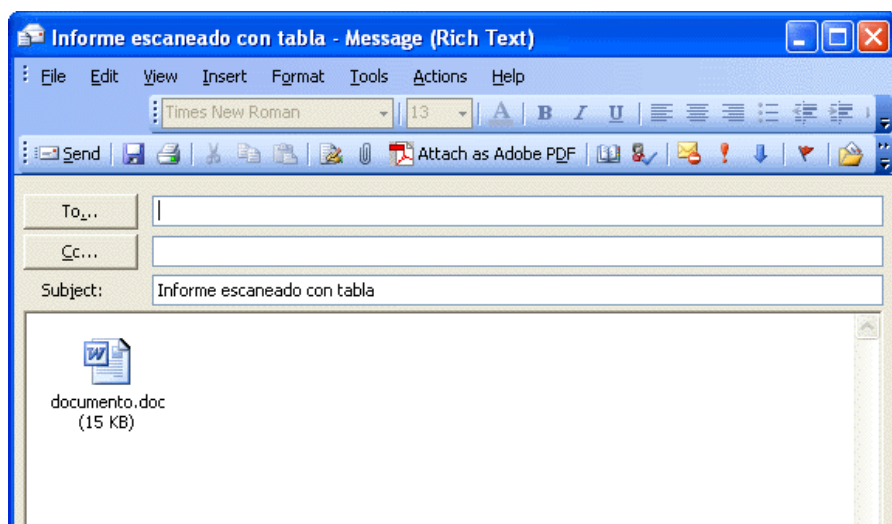 Informe escaneado con tabla - Message (Rich Text)
File Edit View Insert Format Tools Actions Help
Times New Roman 13 A B I U
Send Attach as Adobe PDF
To...
Cc...
Subject: Informe escaneado con tabla
W
documento.doc
(15 KB)